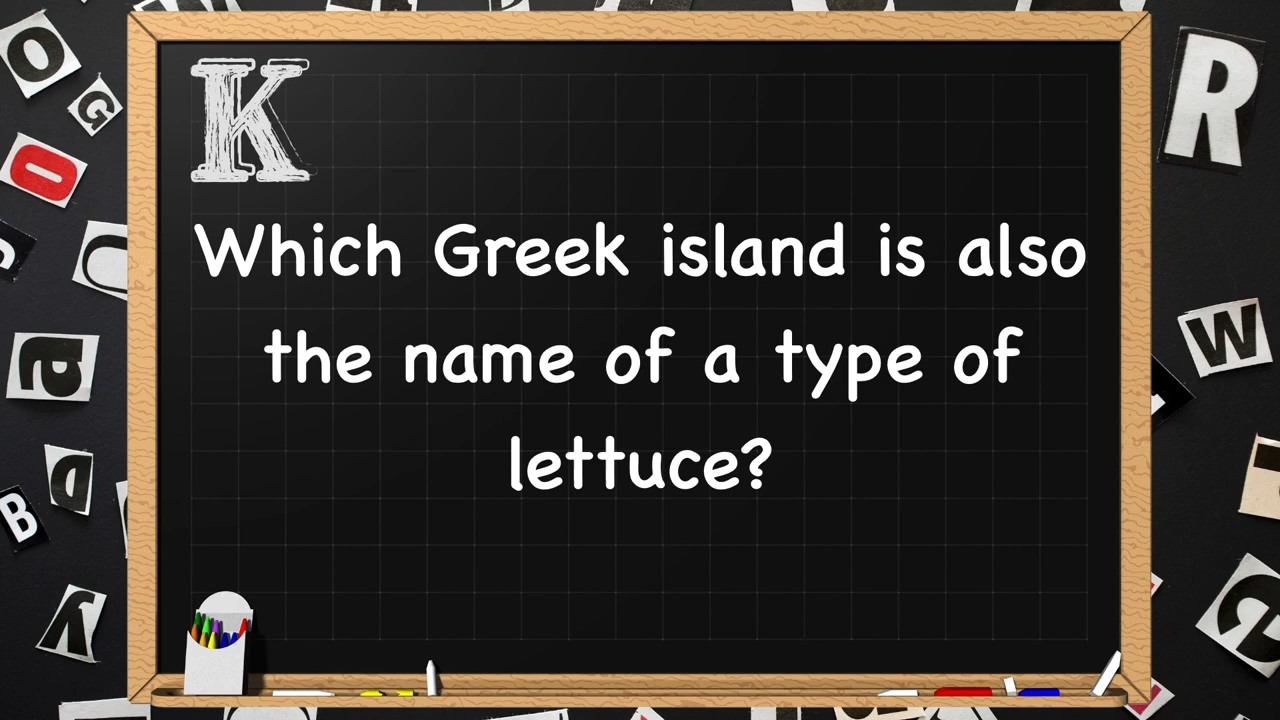 K
Which Greek island is also
the name of a type of
lettuce?
O
G
O
a
D
B
y
R
W